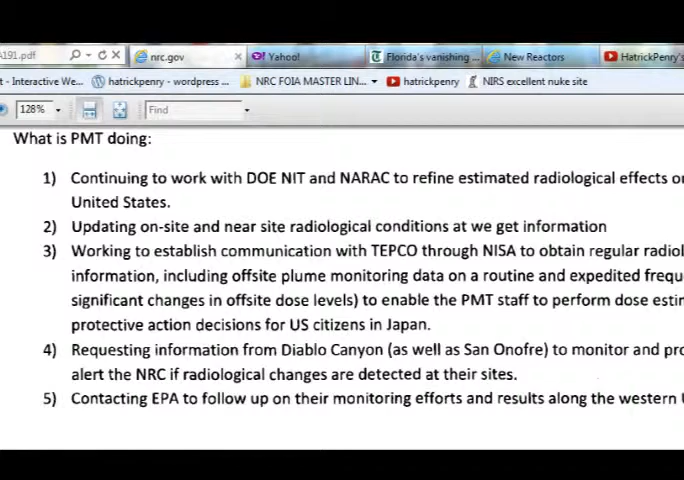 191.pdf
nrc.gov
Yahoo!
Florida's vanishing ...
New Reactors
HatrickPenry's
t - Interactive We...
hatrickpenry - wordpress ...
NRC FOIA MASTER LIN...
hatrickpenry
NIRS excellent nuke site
128%
Find
What is PMT doing:
1) Continuing to work with DOE NIT and NARAC to refine estimated radiological effects on
United States.
2) Updating on-site and near site radiological conditions at we get information
3) Working to establish communication with TEPCO through NISA to obtain regular radiol
information, including offsite plume monitoring data on a routine and expedited frequ
significant changes in offsite dose levels) to enable the PMT staff to perform dose estin
protective action decisions for US citizens in Japan.
4) Requesting information from Diablo Canyon (as well as San Onofre) to monitor and pro
alert the NRC if radiological changes are detected at their sites.
5) Contacting EPA to follow up on their monitoring efforts and results along the western U